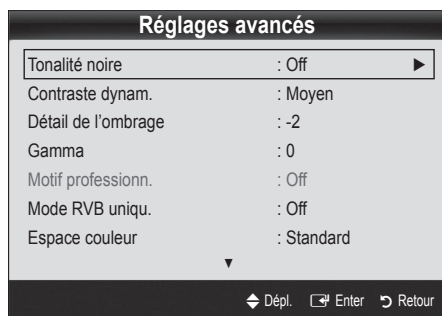 Réglages avancés
Tonalité noire : Off ►
Contraste dynam. : Moyen
Détail de l'ombrage : -2
Gamma : 0
Motif professionn. : Off
Mode RVB uniqu. : Off
Espace couleur : Standard
▼
Dépl. Enter Retour